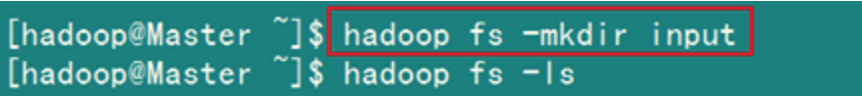 [hadoop@Master ~]$ hadoop fs -mkdir input
[hadoop@Master ~]$ hadoop fs -ls